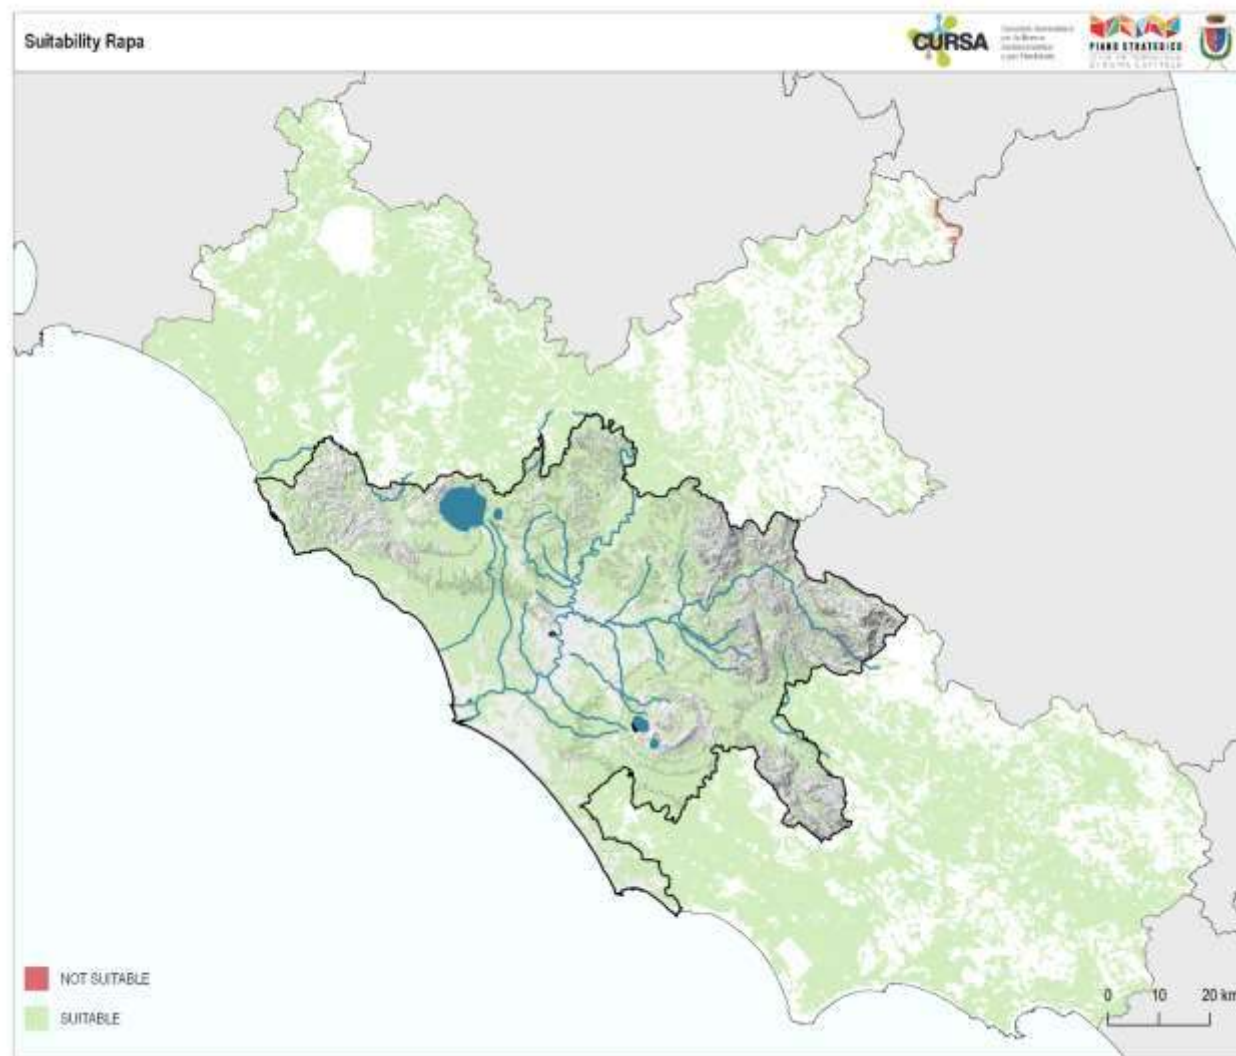 Suitability Rapa
CURSA
PIANO STRATEGICO
NOT SUITABLE
SUITABLE
0 10 20 km